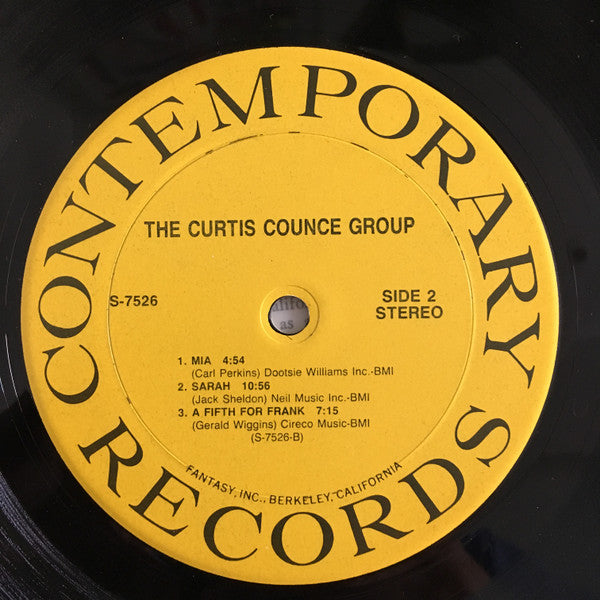 CONTEMPORARY RECORDS
THE CURTIS COUNCE GROUP
S-7526
SIDE 2
STEREO
1. MIA 4:54
(Carl Perkins) Dootsie Williams Inc.-BMI
2. SARAH 10:56
(Jack Sheldon) Neil Music Inc.-BMI
3. A FIFTH FOR FRANK 7:15
(Gerald Wiggins) Cireco Music-BMI
(S-7526-B)
FANTASY, INC., BERKELEY, CALIFORNIA
as